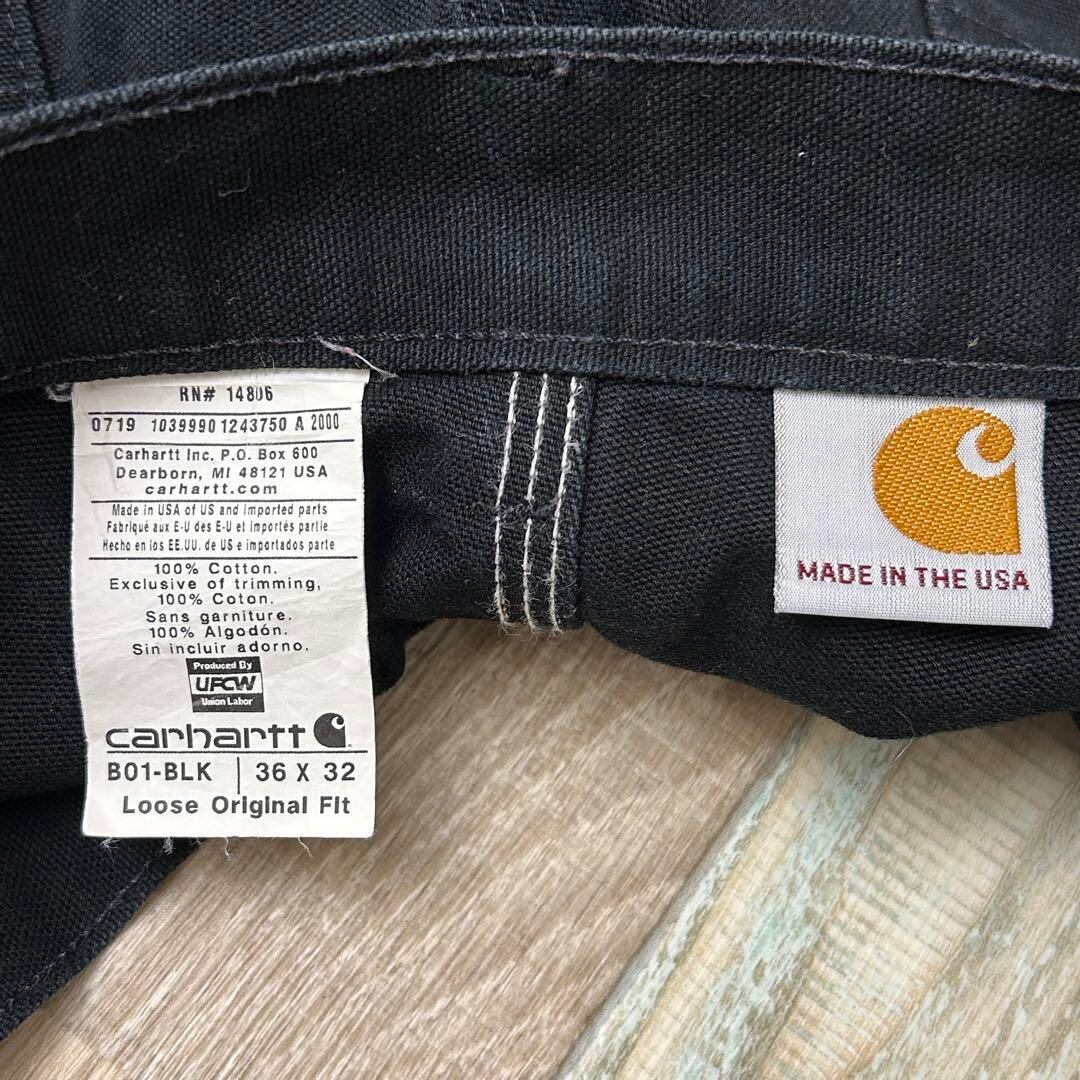 RN# 14806
0719 1039990 1243750 A 2000
Carhartt Inc. P.O. Box 600
Dearborn, MI 48121 USA
carhartt.com
Made in USA of US and imported parts
Fabriqué aux E-U des E-U et importés partie
Hecho en los EE.UU. de US e importados parte
100% Cotton.
Exclusive of trimming,
100% Coton.
Sans garniture.
100% Algodón.
Sin incluir adorno.
Produced By
UFCW
Union Labor
carhartt
B01-BLK | 36 X 32
Loose Original Fit
MADE IN THE USA